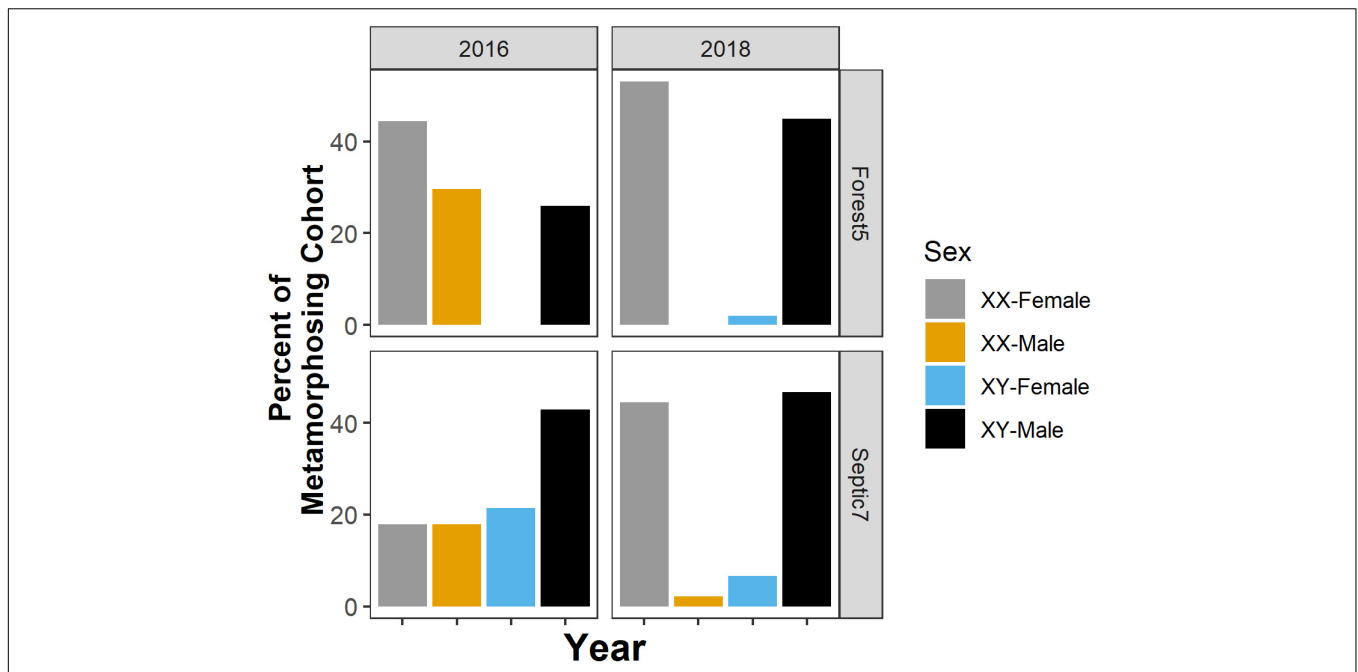 2016
2018
40
20
0
Forest5
40
20
0
Septic7
Percent of
Metamorphosing Cohort
Year
Sex
XX-Female
XX-Male
XY-Female
XY-Male